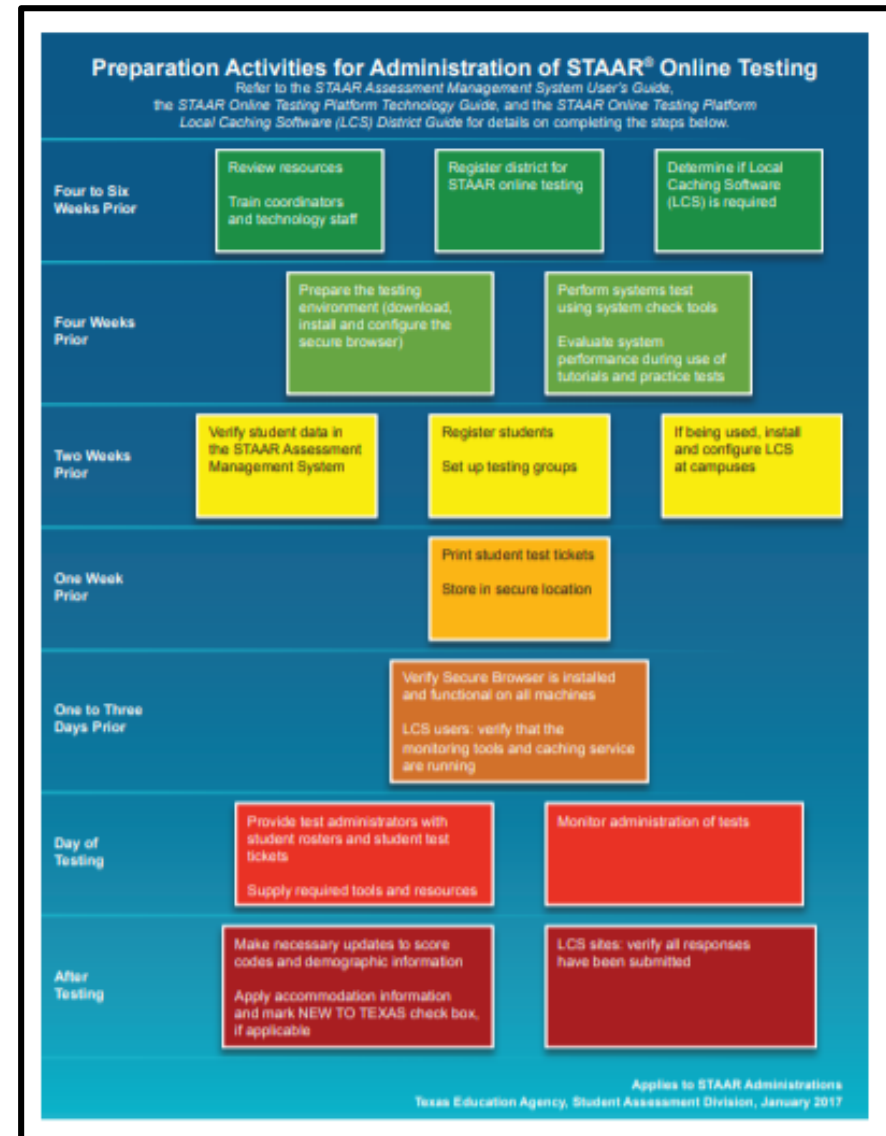 Preparation Activities for Administration of STAAR® Online Testing
Refer to the STAAR Assessment Management System User's Guide,
the STAAR Online Testing Platform Technology Guide, and the STAAR Online Testing Platform
Local Caching Software (LCS) District Guide for details on completing the steps below.
Four to Six
Weeks Prior
Review resources
Train coordinators
and technology staff
Register district for
STAAR online testing
Determine if Local
Caching Software
(LCS) is required
Four Weeks
Prior
Prepare the testing
environment (download,
install and configure the
secure browser)
Perform systems test
using system check tools
Evaluate system
performance during use of
tutorials and practice tests
Two Weeks
Prior
Verify student data in
the STAAR Assessment
Management System
Register students
Set up testing groups
If being used, install
and configure LCS
at campuses
One Week
Prior
Print student test tickets
Store in secure location
One to Three
Days Prior
Verify Secure Browser is installed
and functional on all machines
LCS users: verify that the
monitoring tools and caching service
are running
Day of
Testing
Provide test administrators with
student rosters and student test
tickets
Supply required tools and resources
Monitor administration of tests
After
Testing
Make necessary updates to score
codes and demographic information
Apply accommodation information
and mark NEW TO TEXAS check box,
if applicable
LCS sites: verify all responses
have been submitted
Applies to STAAR Administrations
Texas Education Agency, Student Assessment Division, January 2017